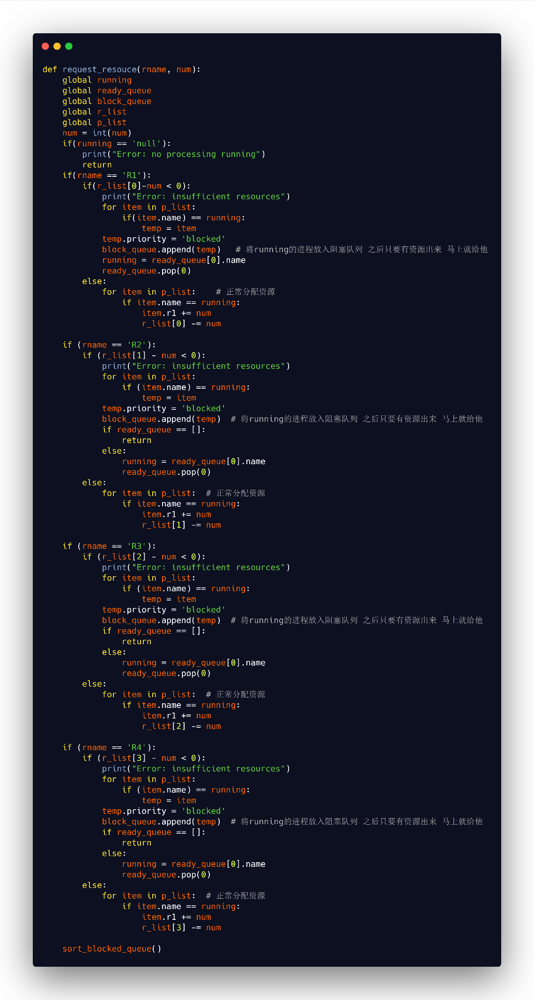 def request_resouce(rname, num):
    global running
    global ready_queue
    global block_queue
    global r_list
    global p_list
    num = int(num)
    if(running == 'null'):
        print("Error: no processing running")
        return
    if(rname == 'R1'):
        if(r_list[0]-num < 0):
            print("Error: insufficient resources")
            for item in p_list:
                if(item.name) == running:
                    temp = item
            temp.priority = 'blocked'
            block_queue.append(temp)   # 将running的进程放入阻塞队列 之后只要有资源出来 马上就给他
            running = ready_queue[0].name
            ready_queue.pop(0)
        else:
            for item in p_list:    # 正常分配资源
                if item.name == running:
                    item.r1 += num
                    r_list[0] -= num

    if (rname == 'R2'):
        if (r_list[1] - num < 0):
            print("Error: insufficient resources")
            for item in p_list:
                if (item.name) == running:
                    temp = item
            temp.priority = 'blocked'
            block_queue.append(temp)  # 将running的进程放入阻塞队列 之后只要有资源出来 马上就给他
            if ready_queue == []:
                return
            else:
                running = ready_queue[0].name
                ready_queue.pop(0)
        else:
            for item in p_list:  # 正常分配资源
                if item.name == running:
                    item.r1 += num
                    r_list[1] -= num

    if (rname == 'R3'):
        if (r_list[2] - num < 0):
            print("Error: insufficient resources")
            for item in p_list:
                if (item.name) == running:
                    temp = item
            temp.priority = 'blocked'
            block_queue.append(temp)  # 将running的进程放入阻塞队列 之后只要有资源出来 马上就给他
            if ready_queue == []:
                return
            else:
                running = ready_queue[0].name
                ready_queue.pop(0)
        else:
            for item in p_list:  # 正常分配资源
                if item.name == running:
                    item.r1 += num
                    r_list[2] -= num

    if (rname == 'R4'):
        if (r_list[3] - num < 0):
            print("Error: insufficient resources")
            for item in p_list:
                if (item.name) == running:
                    temp = item
            temp.priority = 'blocked'
            block_queue.append(temp)  # 将running的进程放入阻塞队列 之后只要有资源出来 马上就给他
            if ready_queue == []:
                return
            else:
                running = ready_queue[0].name
                ready_queue.pop(0)
        else:
            for item in p_list:  # 正常分配资源
                if item.name == running:
                    item.r1 += num
                    r_list[3] -= num

    sort_blocked_queue()